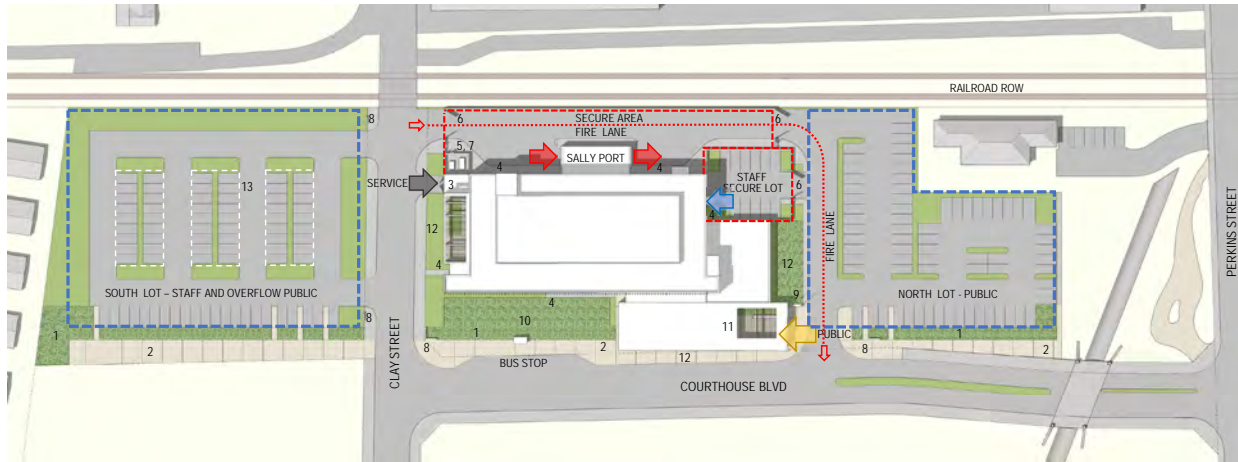 RAILROAD ROW
8
6
SECURE AREA
6
FIRE LANE
5, 7
4
SALLY PORT
4
STAFF
SECURE LOT
SERVICE
3
13
6
4
12
4
12
FIRE LANE
PERKINS STREET
SOUTH LOT – STAFF AND OVERFLOW PUBLIC
4
9
NORTH LOT - PUBLIC
8
1
1
10
11
PUBLIC
1
2
8
2
12
8
2
BUS STOP
CLAY STREET
COURTHOUSE BLVD